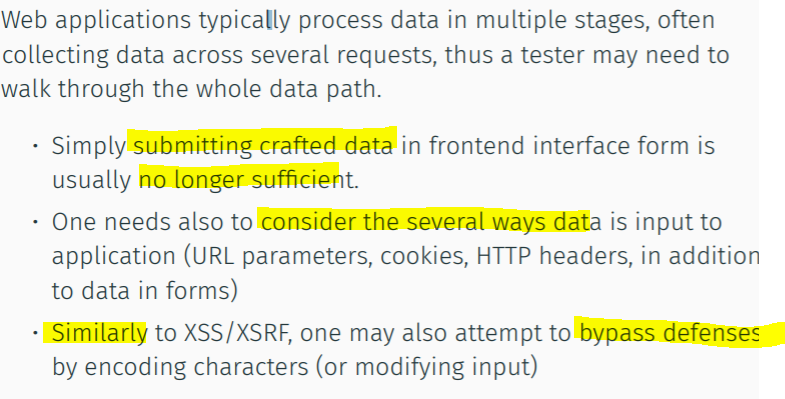 Web applications typically process data in multiple stages, often
collecting data across several requests, thus a tester may need to
walk through the whole data path.
• Simply submitting crafted data in frontend interface form is
usually no longer sufficient.
• One needs also to consider the several ways data is input to
application (URL parameters, cookies, HTTP headers, in addition
to data in forms)
• Similarly to XSS/XSRF, one may also attempt to bypass defenses
by encoding characters (or modifying input)